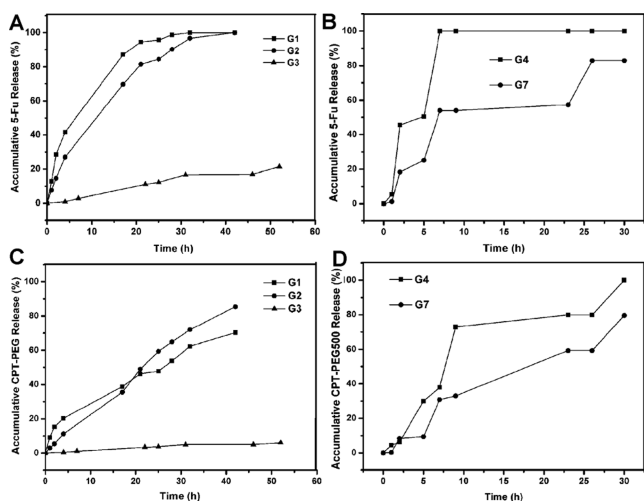 A
G1
G2
G3
Accumulative 5-Fu Release (%)
100
80
60
40
20
0
0 10 20 30 40 50 60
Time (h)
B
G4
G7
Accumulative 5-Fu Release (%)
100
80
60
40
20
0
0 5 10 15 20 25 30
Time (h)
C
G1
G2
G3
Accumulative CPT-PEG Release (%)
100
80
60
40
20
0
0 10 20 30 40 50 60
Time (h)
D
G4
G7
Accumulative CPT-PEG500 Release (%)
100
80
60
40
20
0
0 5 10 15 20 25 30
Time (h)